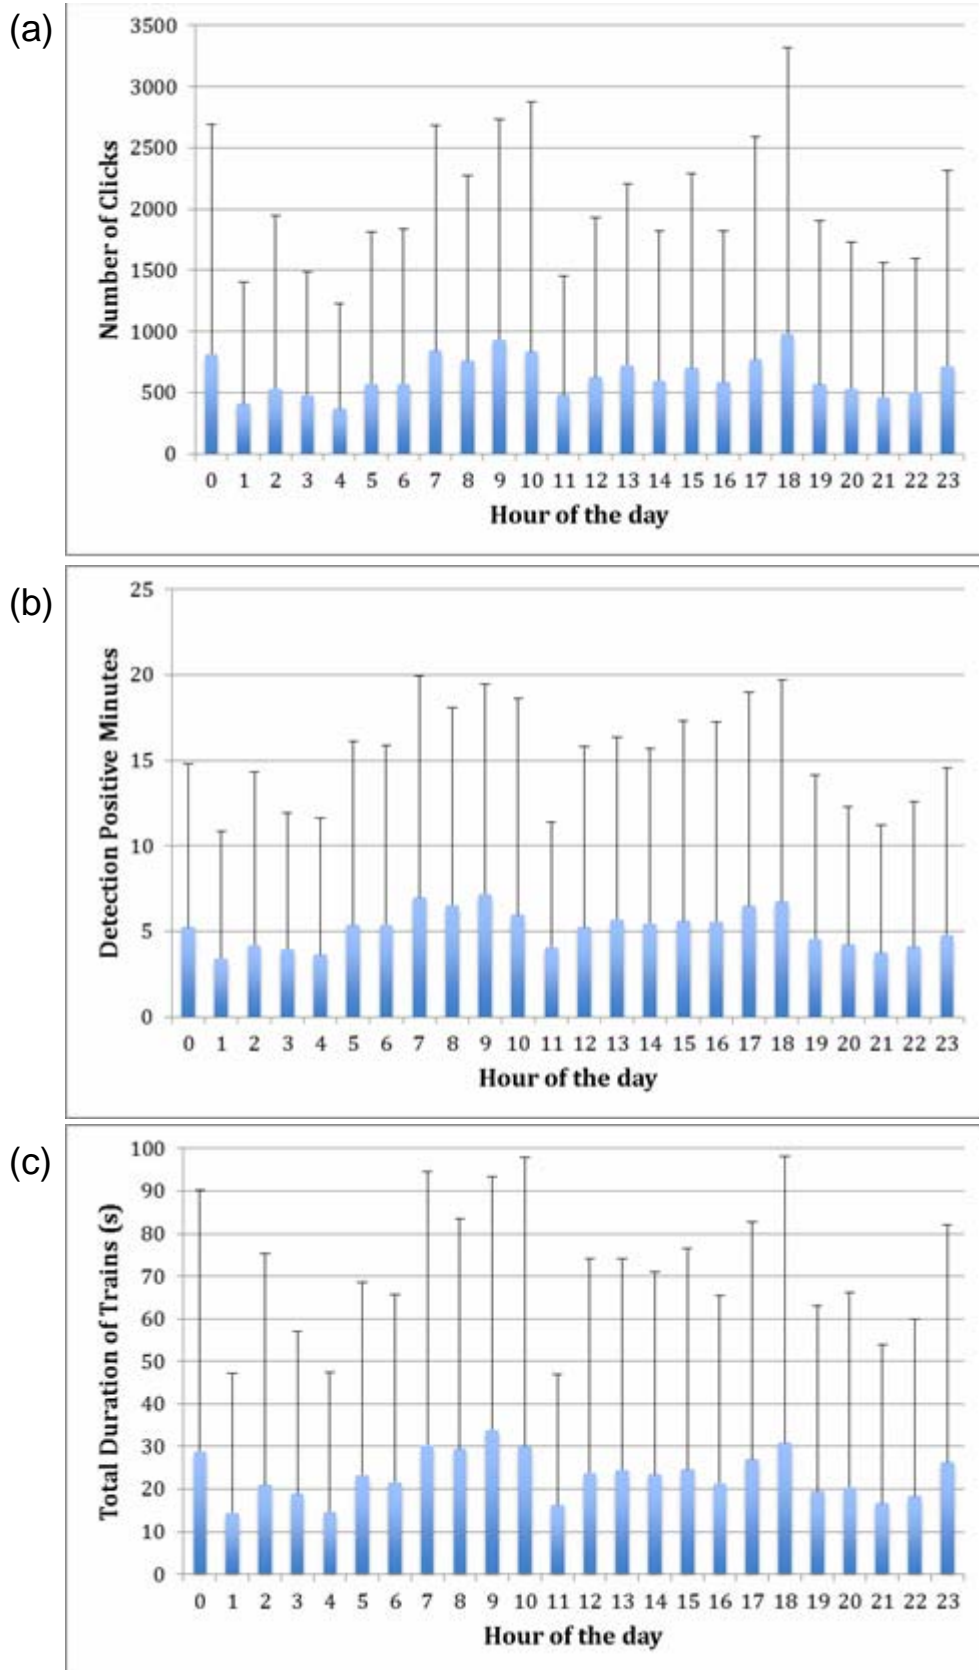 (a)
3500
3000
2500
2000
1500
1000
500
0
Number of Clicks
0 1 2 3 4 5 6 7 8 9 10 11 12 13 14 15 16 17 18 19 20 21 22 23
Hour of the day
(b)
25
20
15
10
5
0
Detection Positive Minutes
0 1 2 3 4 5 6 7 8 9 10 11 12 13 14 15 16 17 18 19 20 21 22 23
Hour of the day
(c)
100
90
80
70
60
50
40
30
20
10
0
Total Duration of Trains (s)
0 1 2 3 4 5 6 7 8 9 10 11 12 13 14 15 16 17 18 19 20 21 22 23
Hour of the day